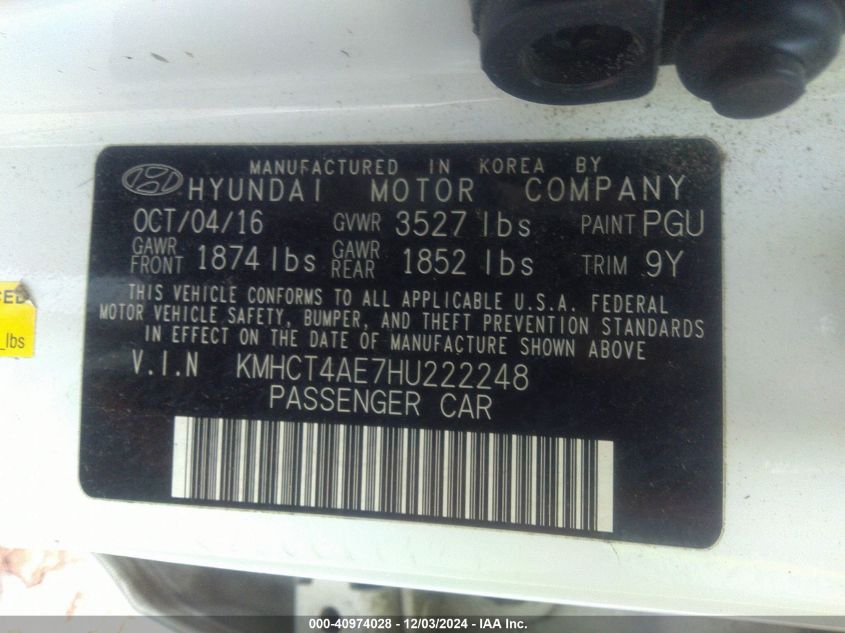 MANUFACTURED IN KOREA BY
HYUNDAI MOTOR COMPANY
OCT/04/16 GVWR 3527 lbs PAINT PGU
GAWR FRONT 1874 lbs GAWR REAR 1852 lbs TRIM 9Y
THIS VEHICLE CONFORMS TO ALL APPLICABLE U.S.A. FEDERAL
MOTOR VEHICLE SAFETY, BUMPER, AND THEFT PREVENTION STANDARDS
IN EFFECT ON THE DATE OF MANUFACTURE SHOWN ABOVE
V.I.N KMHCT4AE7HU222248
PASSENGER CAR
lbs
000-40974028 - 12/03/2024 - IAA Inc.